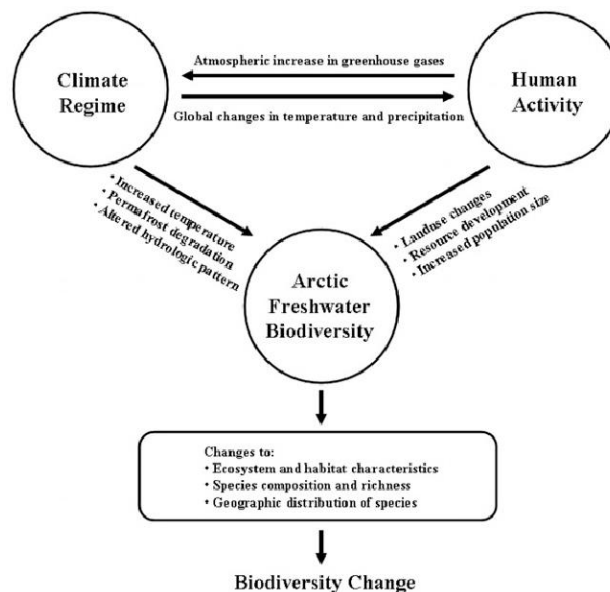 Climate
Regime
Atmospheric increase in greenhouse gases
Global changes in temperature and precipitation
Human
Activity
• Increased temperature
• Permafrost degradation
• Altered hydrologic pattern
• Landuse changes
• Resource development
• Increased population size
Arctic
Freshwater
Biodiversity
Changes to:
• Ecosystem and habitat characteristics
• Species composition and richness
• Geographic distribution of species
Biodiversity Change